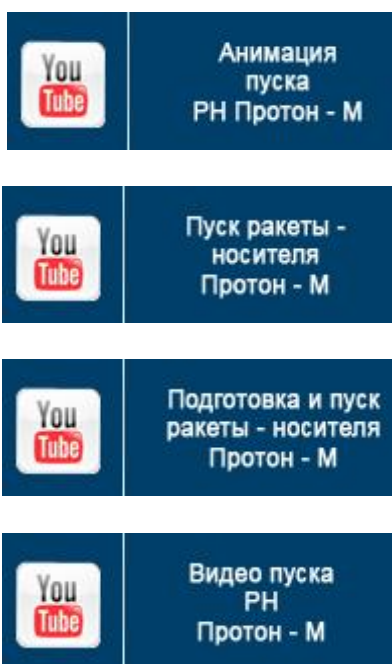 You
Tube
Анимация
пуска
РН Протон - М
You
Tube
Пуск ракеты -
носителя
Протон - М
You
Tube
Подготовка и пуск
ракеты - носителя
Протон - М
You
Tube
Видео пуска
РН
Протон - М